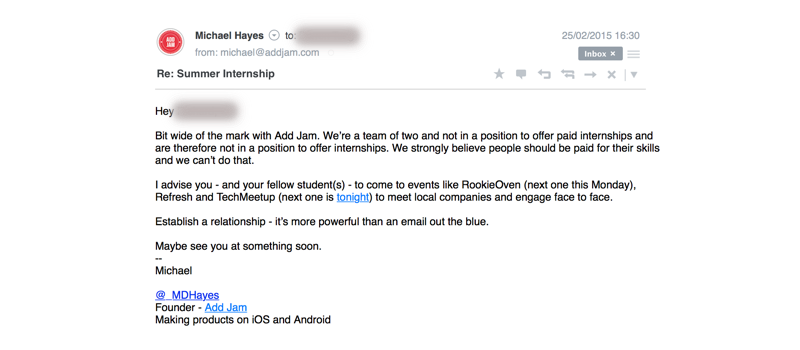 ADD
JAM
Michael Hayes to:
25/02/2015 16:30
from: michael@addjam.com
Inbox ×
Re: Summer Internship
Hey
Bit wide of the mark with Add Jam. We're a team of two and not in a position to offer paid internships and
are therefore not in a position to offer internships. We strongly believe people should be paid for their skills
and we can't do that.
I advise you - and your fellow student(s) - to come to events like RookieOven (next one this Monday),
Refresh and TechMeetup (next one is tonight) to meet local companies and engage face to face.
Establish a relationship - it's more powerful than an email out the blue.
Maybe see you at something soon.
--
Michael
@_MDHayes
Founder - Add Jam
Making products on iOS and Android